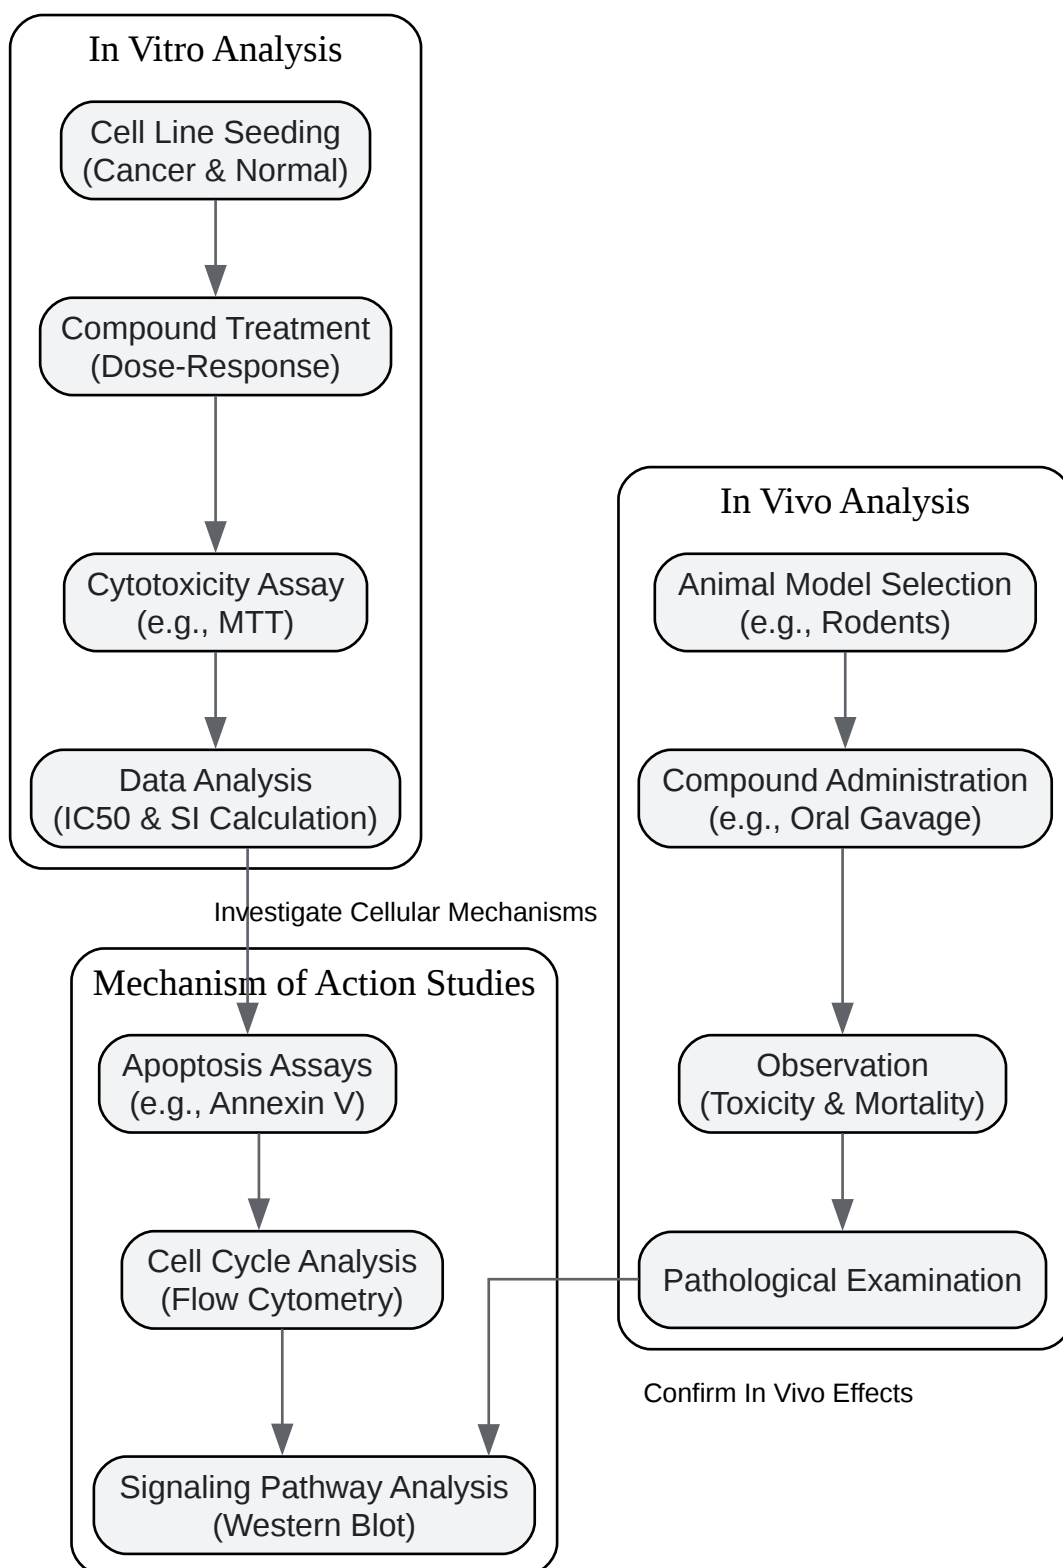 In Vitro Analysis
Cell Line Seeding
(Cancer & Normal)
Compound Treatment
(Dose-Response)
Cytotoxicity Assay
(e.g., MTT)
Data Analysis
(IC50 & SI Calculation)
Investigate Cellular Mechanisms
Mechanism of Action Studies
Apoptosis Assays
(e.g., Annexin V)
Cell Cycle Analysis
(Flow Cytometry)
Signaling Pathway Analysis
(Western Blot)
In Vivo Analysis
Animal Model Selection
(e.g., Rodents)
Compound Administration
(e.g., Oral Gavage)
Observation
(Toxicity & Mortality)
Pathological Examination
Confirm In Vivo Effects